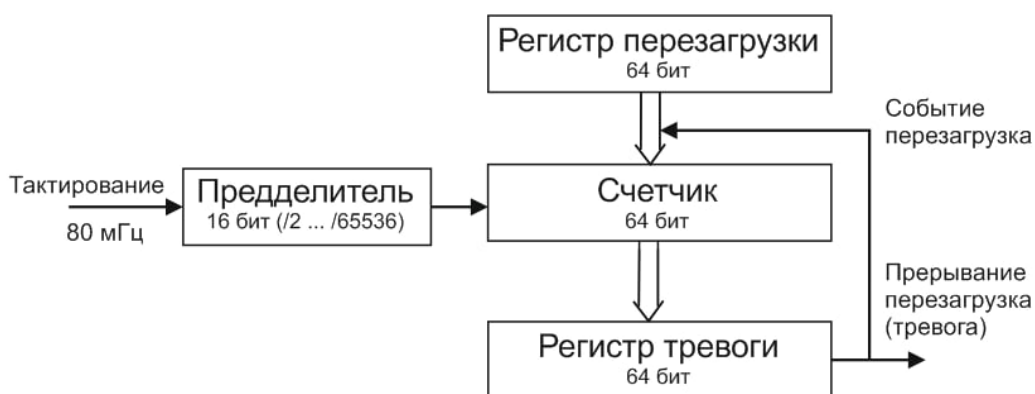 Регистр перезагрузки
64 бит
Событие
перезагрузка
Тактирование
80 мГц
Предделитель
16 бит (/2 ... /65536)
Счетчик
64 бит
Прерывание
перезагрузка
(тревога)
Регистр тревоги
64 бит